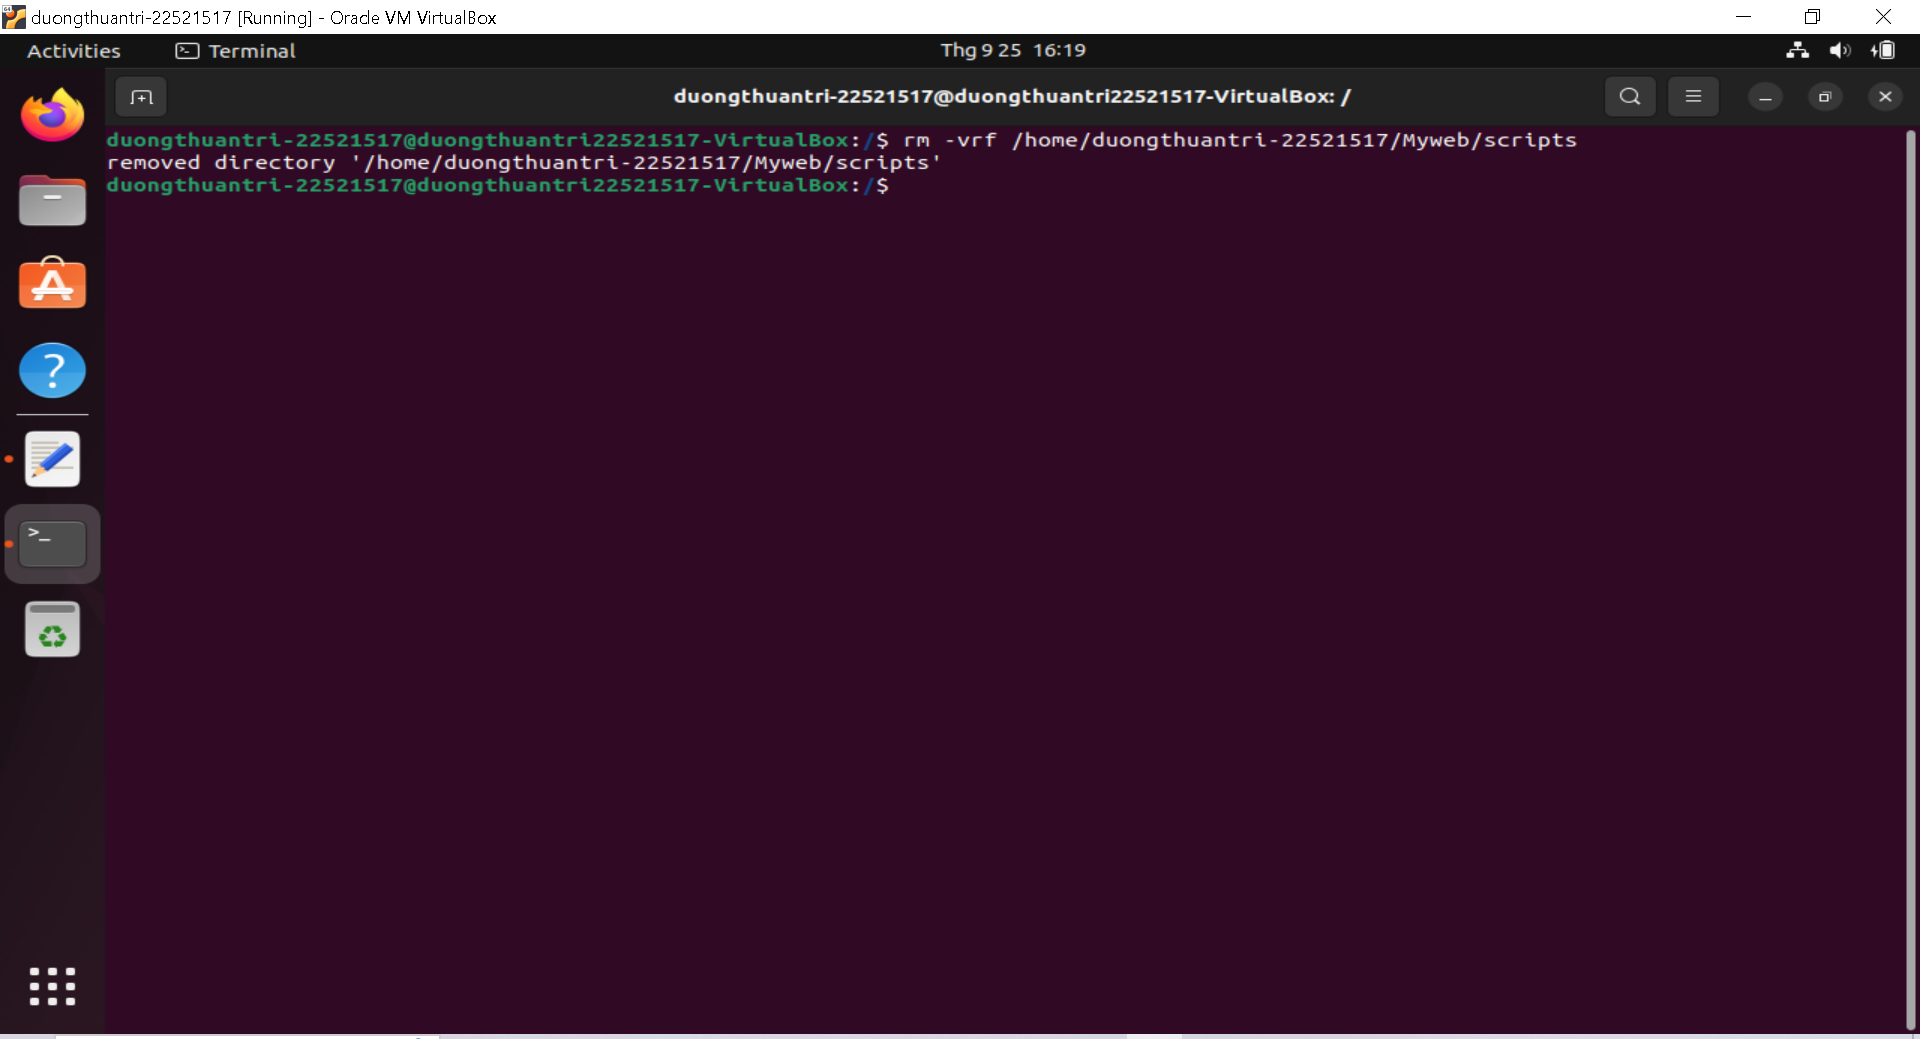 duongthuantri-22521517 [Running] - Oracle VM VirtualBox
Activities Terminal Thg 9 25 16:19
duongthuantri-22521517@duongthuantri22521517-VirtualBox: /
duongthuantri-22521517@duongthuantri22521517-VirtualBox:/$ rm -vrf /home/duongthuantri-22521517/Myweb/scripts
removed directory '/home/duongthuantri-22521517/Myweb/scripts'
duongthuantri-22521517@duongthuantri22521517-VirtualBox:/$